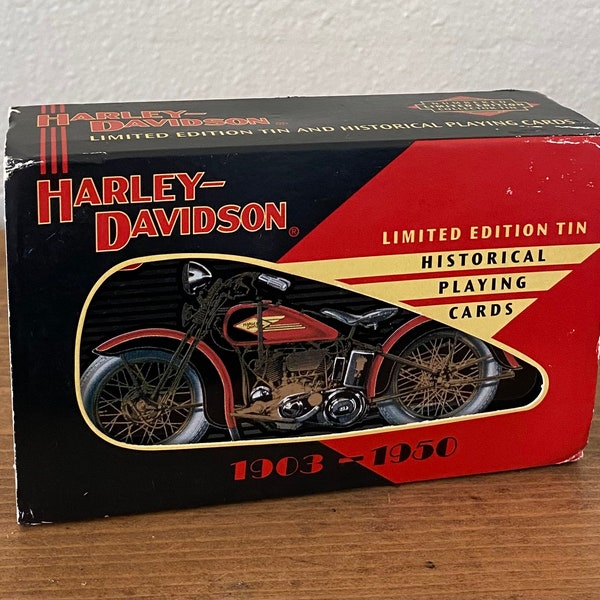 HARLEY-
DAVIDSON ®
LIMITED EDITION TIN AND HISTORICAL PLAYING CARDS
HARLEY-
DAVIDSON ®
LIMITED EDITION TIN
HISTORICAL
PLAYING
CARDS
1903 - 1950